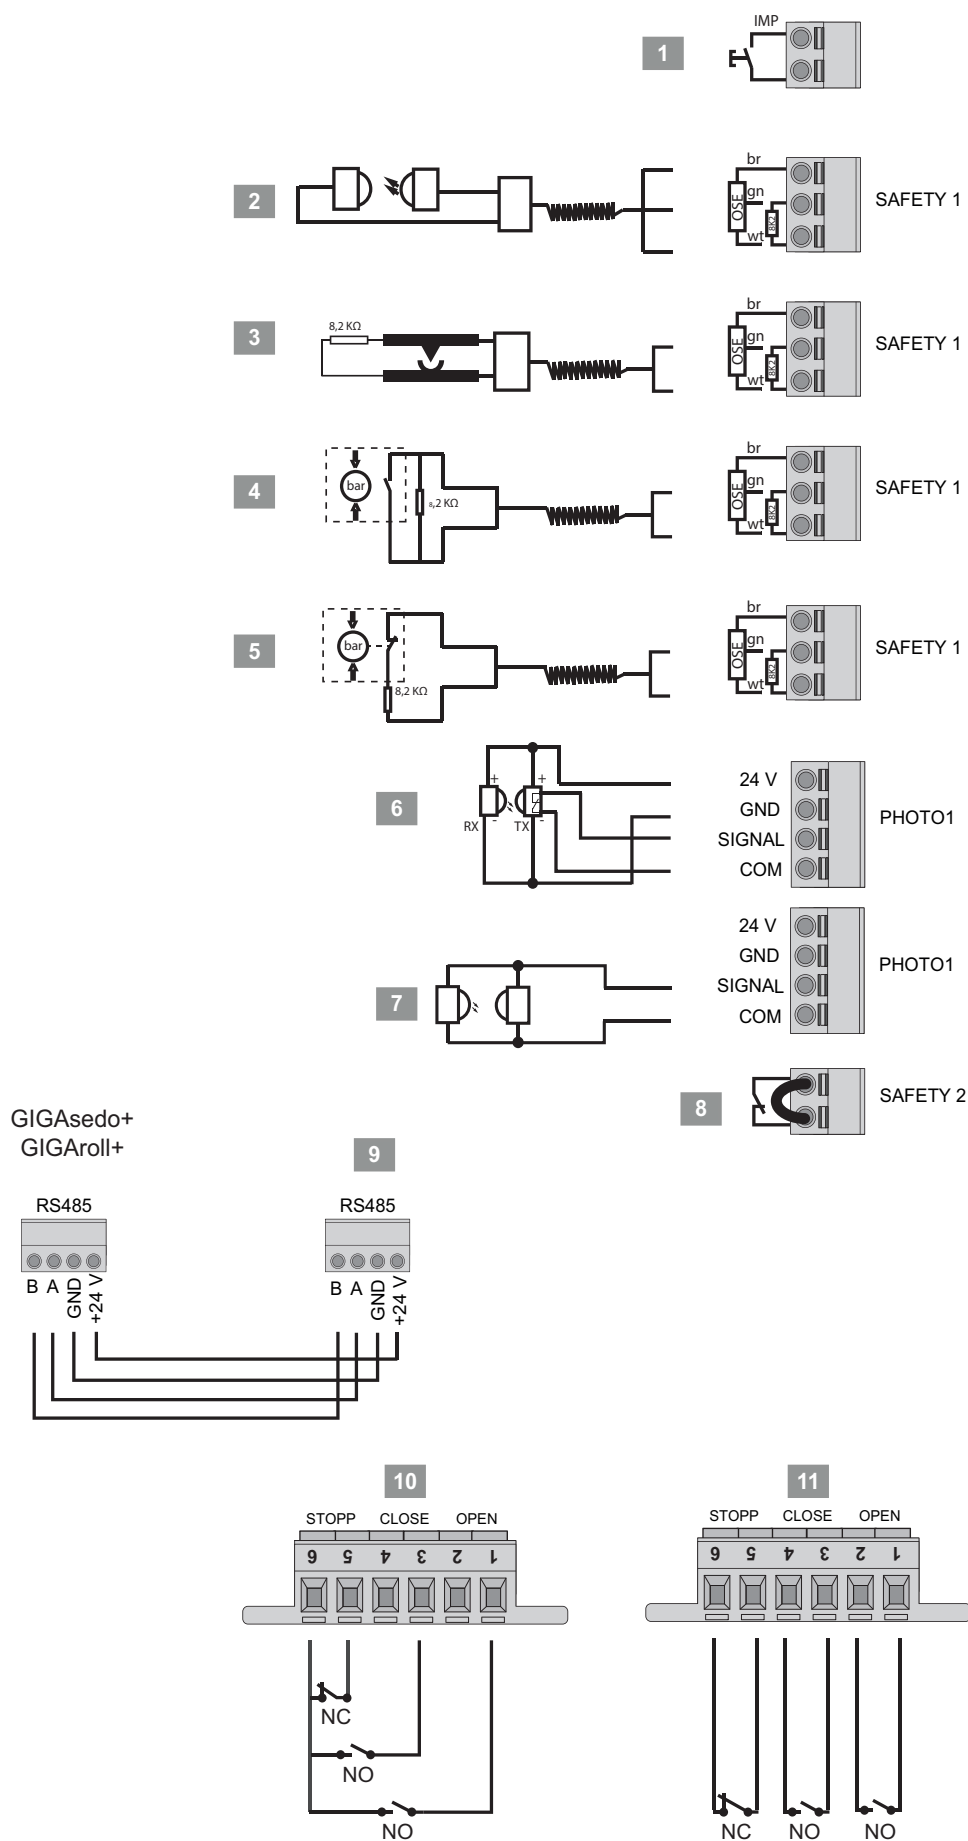 IMP
1
br
2
gn
OSE
8K2
wt
SAFETY 1
br
3
8,2 KΩ
gn
OSE
8K2
wt
SAFETY 1
br
4
bar
8,2 KΩ
gn
OSE
8K2
wt
SAFETY 1
br
5
bar
8,2 KΩ
gn
OSE
8K2
wt
SAFETY 1
6
+ +
RX - TX -
24 V
GND
SIGNAL
COM
PHOTO1
7
24 V
GND
SIGNAL
COM
PHOTO1
8
SAFETY 2
GIGAsedo+
GIGAroll+
9
RS485 RS485
B A GND +24 V B A GND +24 V
10
STOPP CLOSE OPEN
6 5 4 3 2 1
NC
NO
NO
11
STOPP CLOSE OPEN
6 5 4 3 2 1
NC NO NO